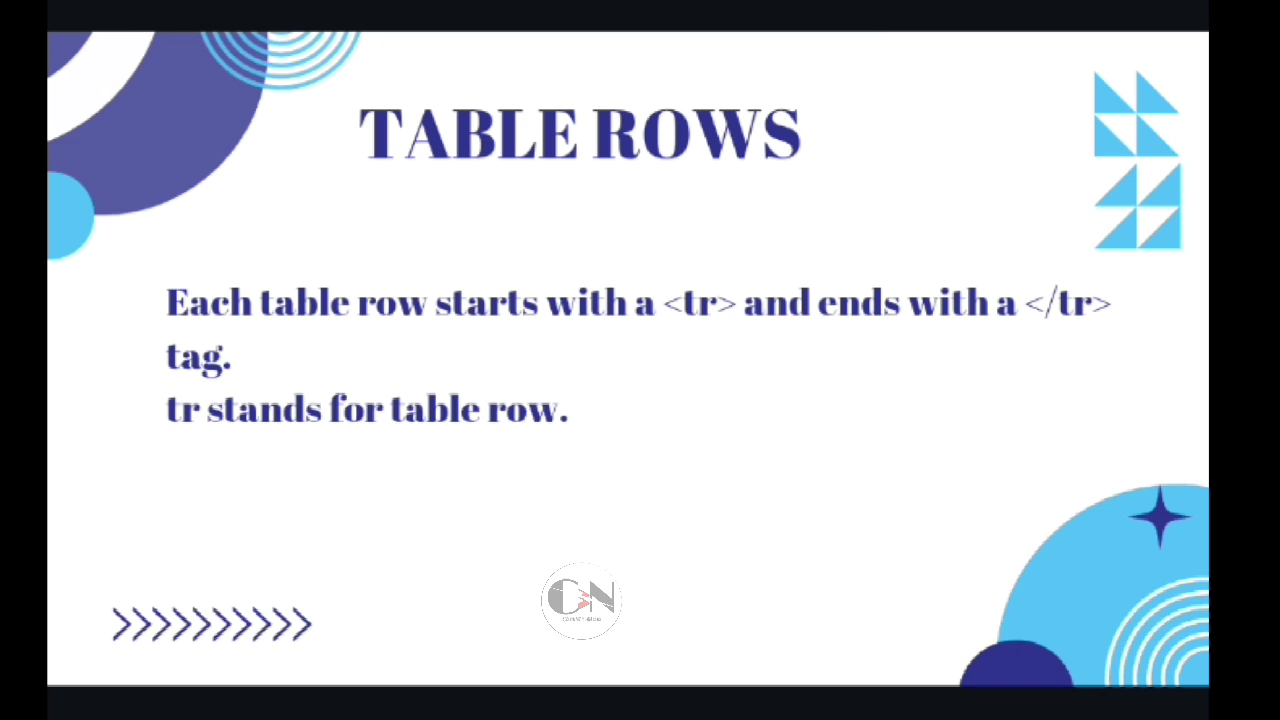 TABLE ROWS
Each table row starts with a <tr> and ends with a </tr>
tag.
tr stands for table row.